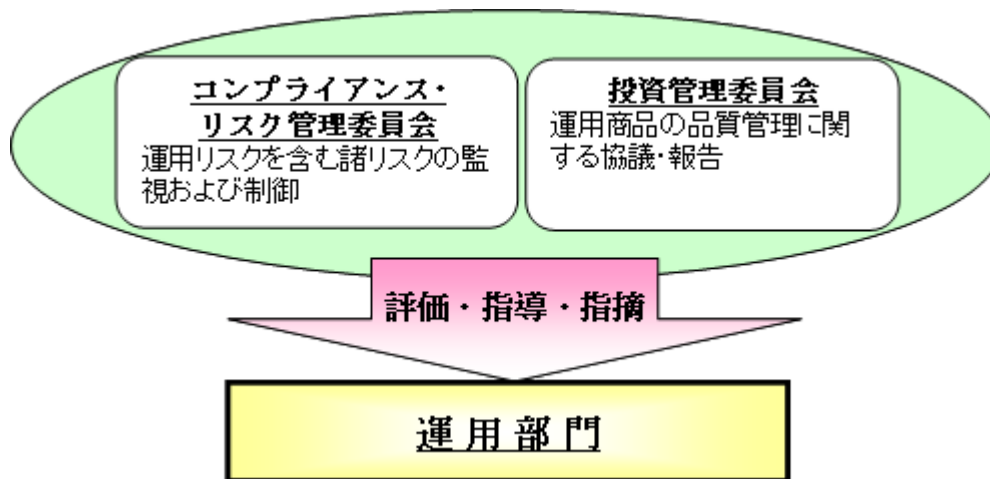 コンプライアンス・
リスク管理委員会
運用リスクを含む諸リスクの監
視および制御
投資管理委員会
運用商品の品質管理に関
する協議・報告
評価・指導・指摘
運用部門